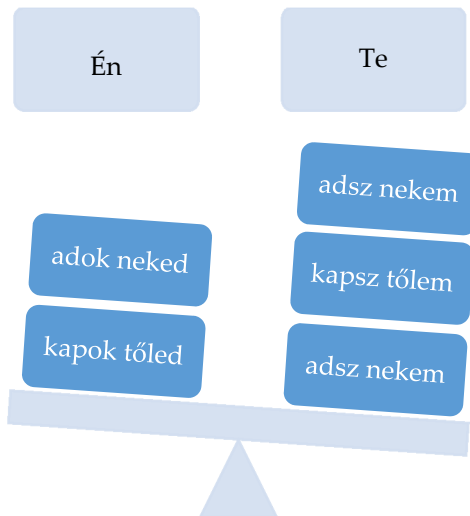 Én
Te
adok neked
kapok tőled
adsz nekem
kapsz tőlem
adsz nekem